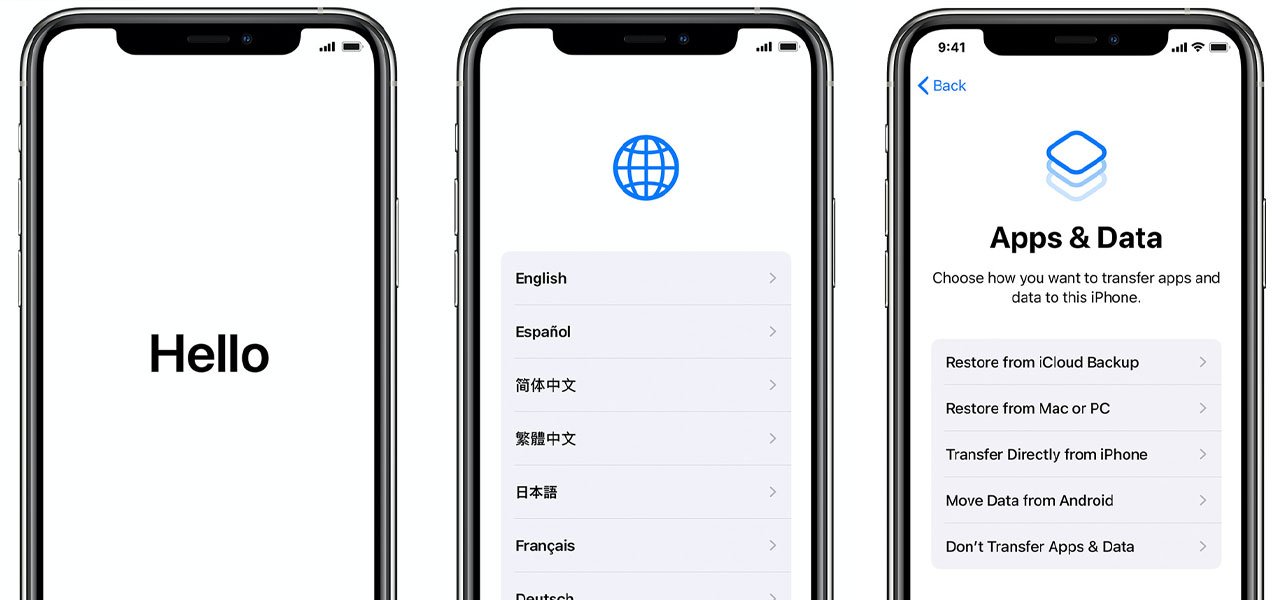 Hello
English
Español
简体中文
繁體中文
日本語
Français
Deutsch
9:41
Back
Apps & Data
Choose how you want to transfer apps and
data to this iPhone.
Restore from iCloud Backup
Restore from Mac or PC
Transfer Directly from iPhone
Move Data from Android
Don’t Transfer Apps & Data